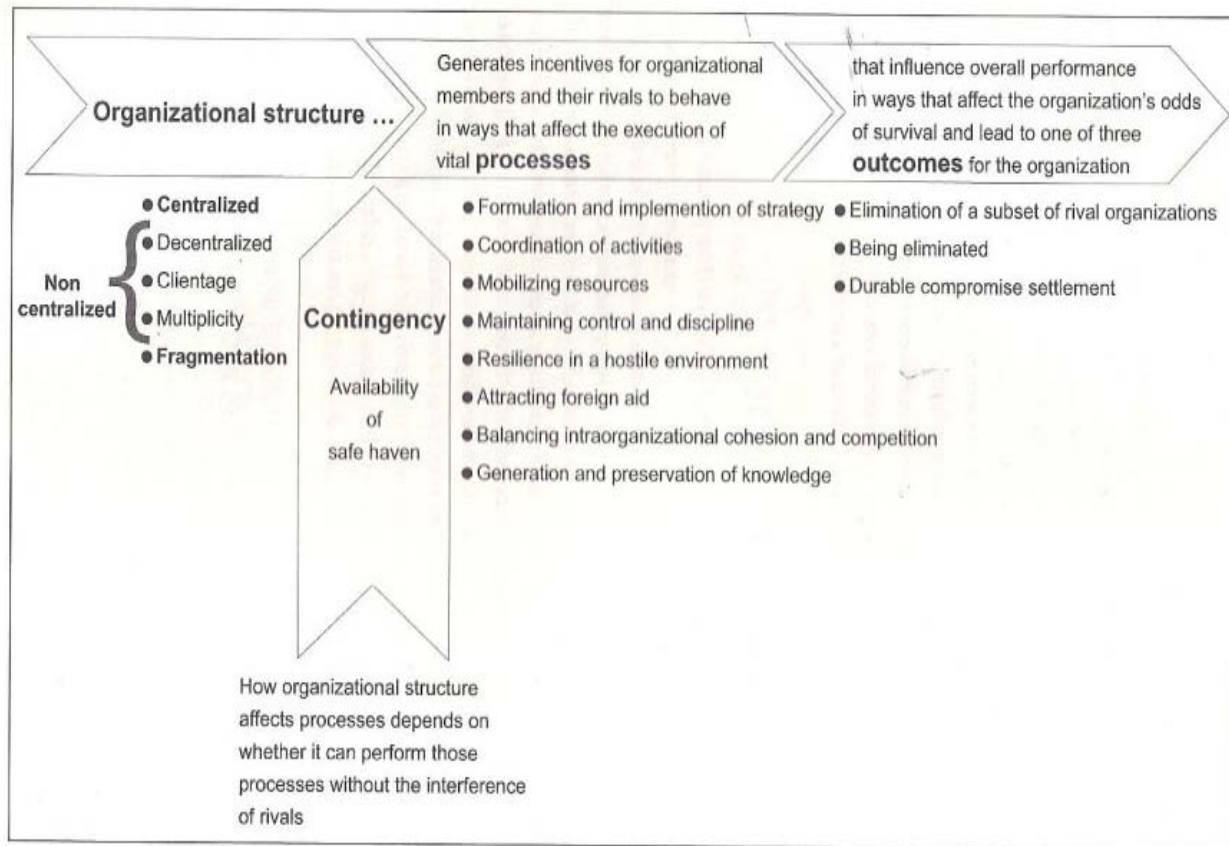 Organizational structure ...
Generates incentives for organizational
members and their rivals to behave
in ways that affect the execution of
vital processes
that influence overall performance
in ways that affect the organization's odds
of survival and lead to one of three
outcomes for the organization
Non
centralized
● Centralized
● Decentralized
● Clientage
● Multiplicity
● Fragmentation
Contingency
Availability
of
safe haven
● Formulation and implemention of strategy
● Coordination of activities
● Mobilizing resources
● Maintaining control and discipline
● Resilience in a hostile environment
● Attracting foreign aid
● Balancing intraorganizational cohesion and competition
● Generation and preservation of knowledge
● Elimination of a subset of rival organizations
● Being eliminated
● Durable compromise settlement
How organizational structure
affects processes depends on
whether it can perform those
processes without the interference
of rivals